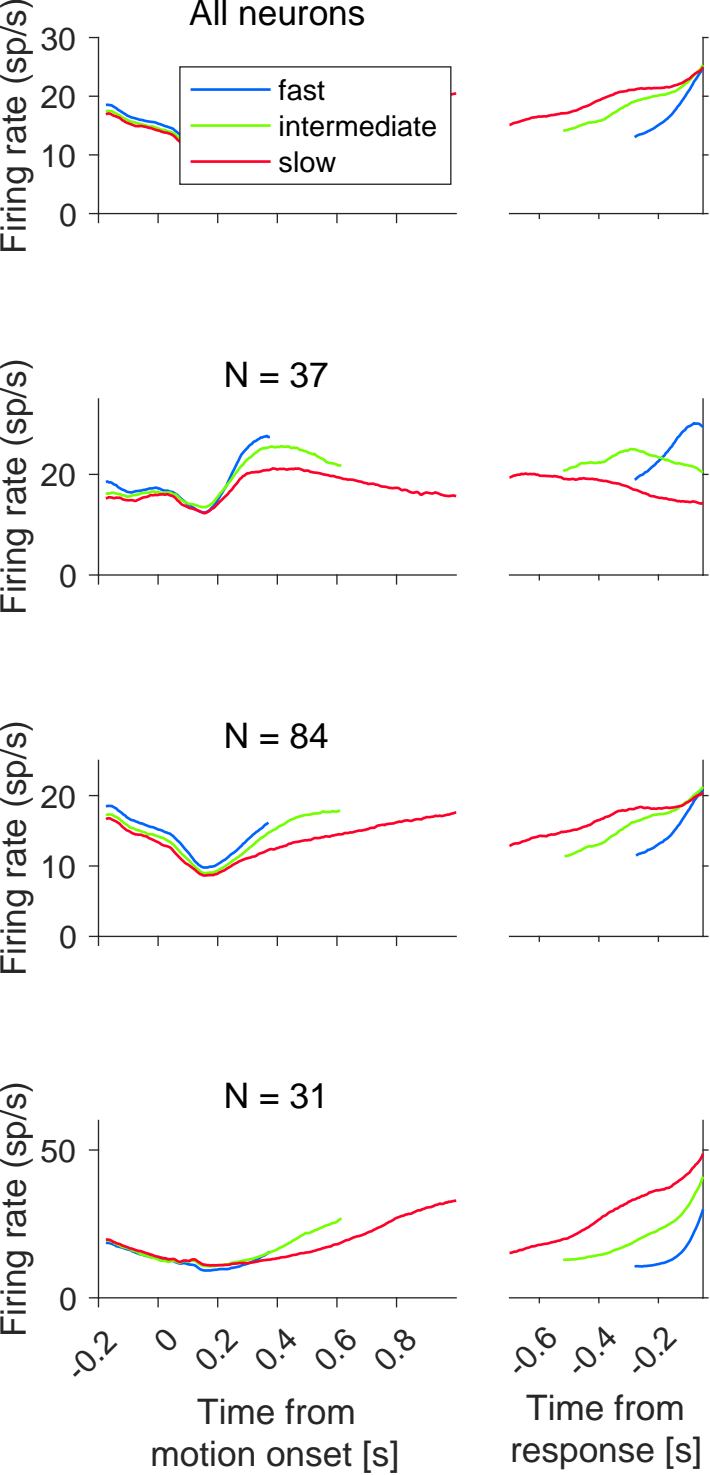 All neurons
Firing rate (sp/s)
30
20
10
0
fast
intermediate
slow
N = 37
Firing rate (sp/s)
20
0
N = 84
Firing rate (sp/s)
20
10
0
N = 31
Firing rate (sp/s)
50
0
-0.2 0 0.2 0.4 0.6 0.8 -0.6 -0.4 -0.2
Time from
motion onset [s]
Time from
response [s]